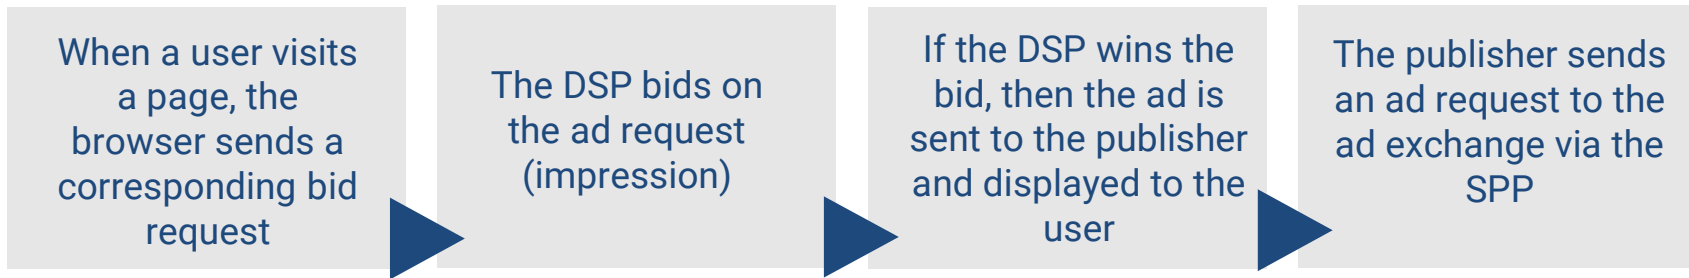 When a user visits
a page, the
browser sends a
corresponding bid
request
The DSP bids on
the ad request
(impression)
If the DSP wins the
bid, then the ad is
sent to the publisher
and displayed to the
user
The publisher sends
an ad request to the
ad exchange via the
SPP